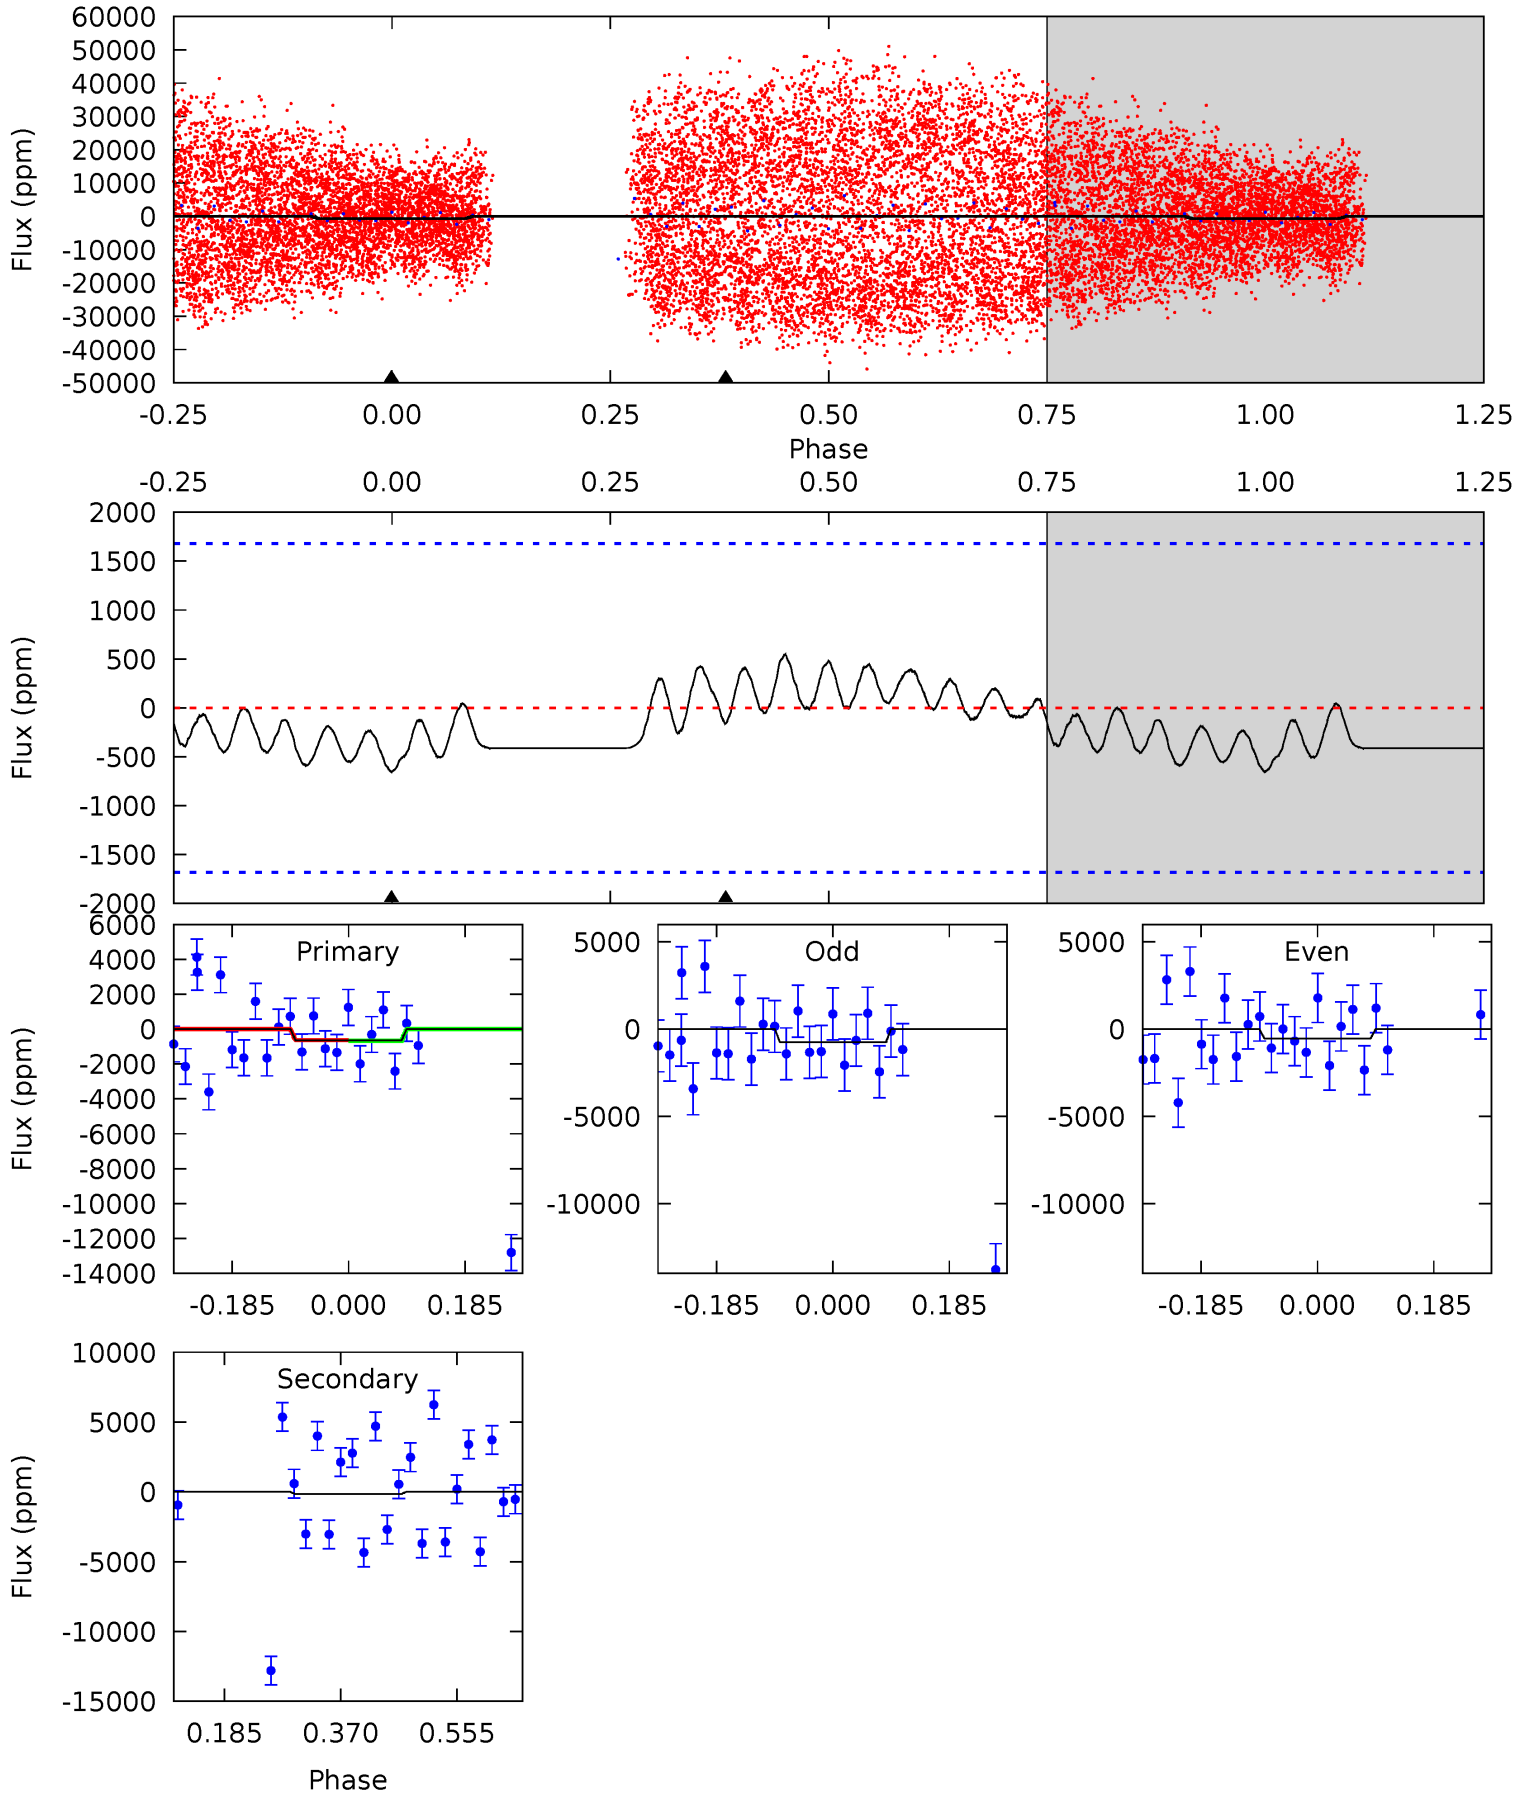 60000
50000
40000
30000
20000
10000
0
-10000
-20000
-30000
-40000
-50000
Flux (ppm)
-0.25 0.00 0.25 0.50 0.75 1.00 1.25
Phase
-0.25 0.00 0.25 0.50 0.75 1.00 1.25
2000
1500
1000
500
0
-500
-1000
-1500
-2000
Flux (ppm)
6000
4000
2000
0
-2000
-4000
-6000
-8000
-10000
-12000
-14000
Flux (ppm)
Primary
-0.185 0.000 0.185
5000
0
-5000
-10000
Odd
-0.185 0.000 0.185
5000
0
-5000
-10000
Even
-0.185 0.000 0.185
10000
5000
0
-5000
-10000
-15000
Flux (ppm)
Secondary
0.185 0.370 0.555
Phase